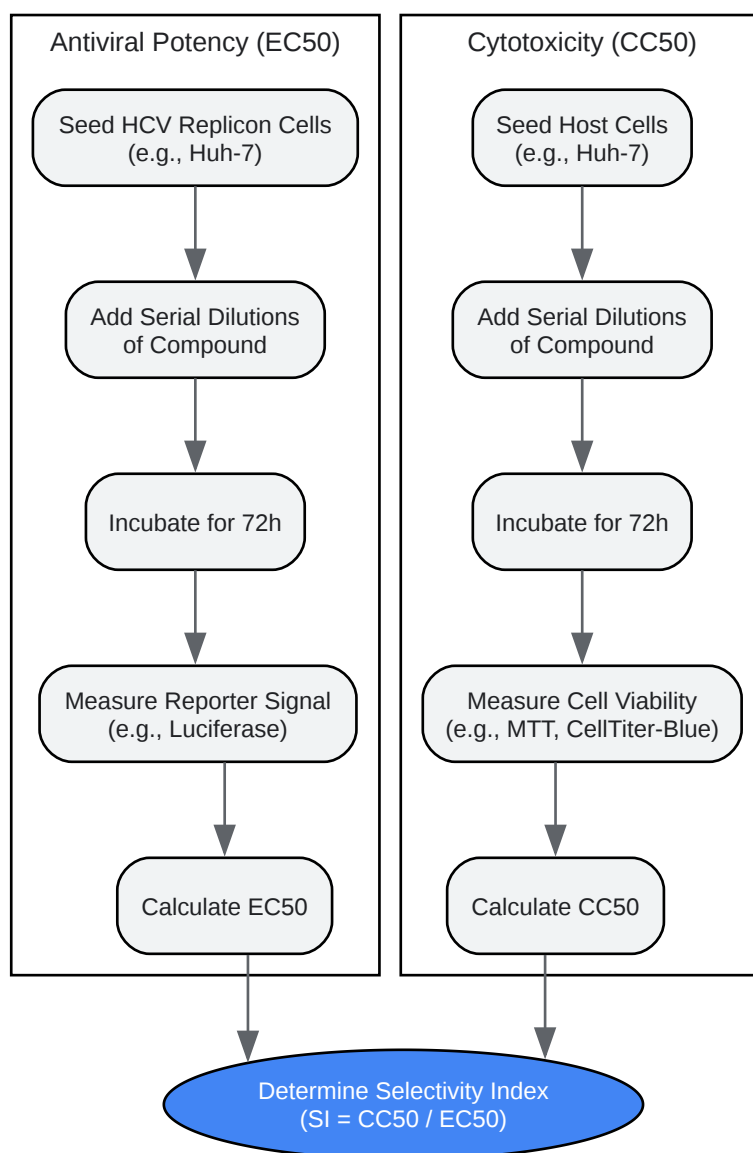 Antiviral Potency (EC50)
Seed HCV Replicon Cells
(e.g., Huh-7)
Add Serial Dilutions
of Compound
Incubate for 72h
Measure Reporter Signal
(e.g., Luciferase)
Calculate EC50
Cytotoxicity (CC50)
Seed Host Cells
(e.g., Huh-7)
Add Serial Dilutions
of Compound
Incubate for 72h
Measure Cell Viability
(e.g., MTT, CellTiter-Blue)
Calculate CC50
Determine Selectivity Index
(SI = CC50 / EC50)